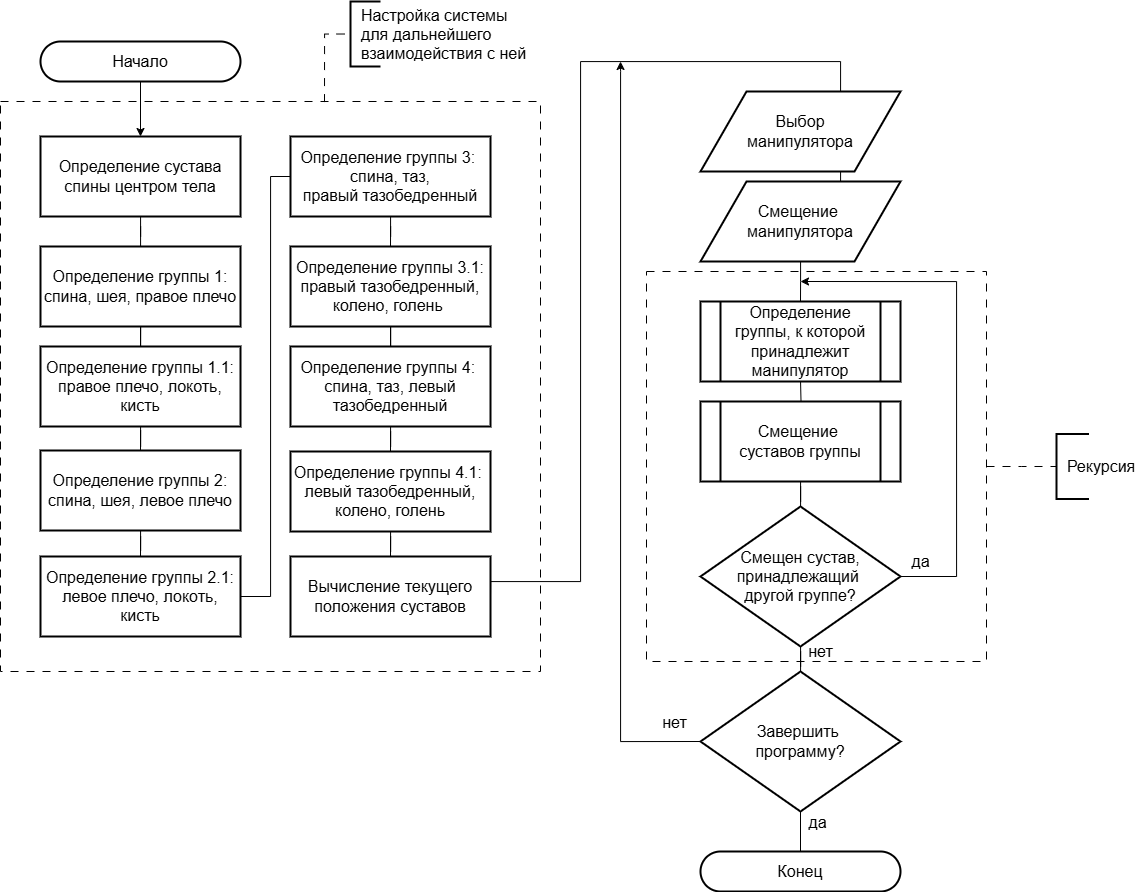 Настройка системы
для дальнейшего
взаимодействия с ней
Начало
Определение сустава
спины центром тела
Определение группы 1:
спина, шея, правое плечо
Определение группы 1.1:
правое плечо, локоть,
кисть
Определение группы 2:
спина, шея, левое плечо
Определение группы 2.1:
левое плечо, локоть,
кисть
Определение группы 3:
спина, таз,
правый тазобедренный
Определение группы 3.1:
правый тазобедренный,
колено, голень
Определение группы 4:
спина, таз, левый
тазобедренный
Определение группы 4.1:
левый тазобедренный,
колено, голень
Вычисление текущего
положения суставов
Выбор
манипулятора
Смещение
манипулятора
Определение
группы, к которой
принадлежит
манипулятор
Смещение
суставов группы
Рекурсия
Смещен сустав,
принадлежащий
другой группе?
да
нет
Завершить
программу?
нет
да
Конец